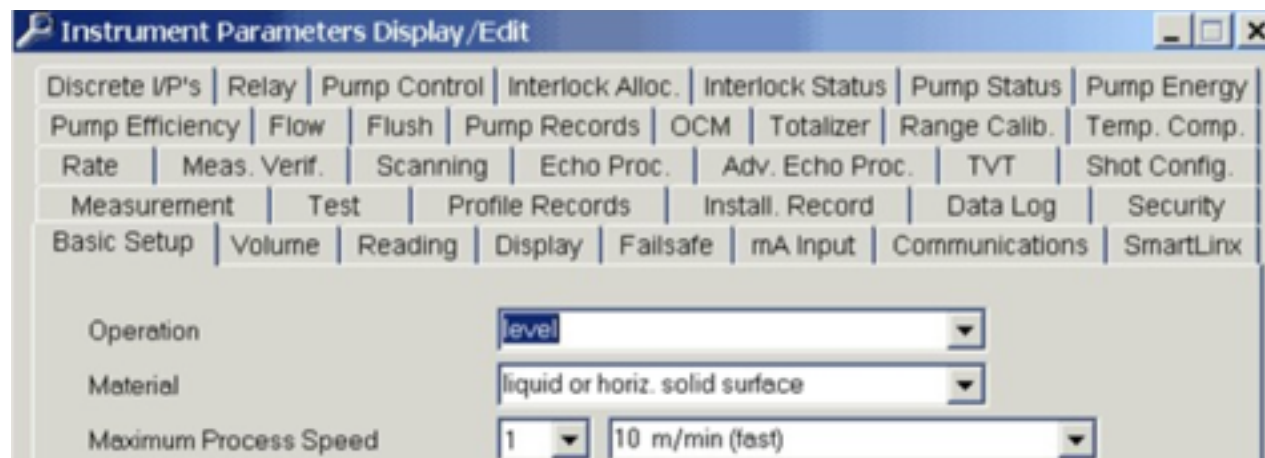 Instrument Parameters Display/Edit
Discrete I/P's Relay Pump Control Interlock Alloc. Interlock Status Pump Status Pump Energy
Pump Efficiency Flow Flush Pump Records OCM Totalizer Range Calib. Temp. Comp.
Rate Meas. Verif. Scanning Echo Proc. Adv. Echo Proc. TVT Shot Config.
Measurement Test Profile Records Install. Record Data Log Security
Basic Setup Volume Reading Display Failsafe mA Input Communications SmartLinx
Operation level
Material liquid or horiz. solid surface
Maximum Process Speed 1 10 m/min (fast)